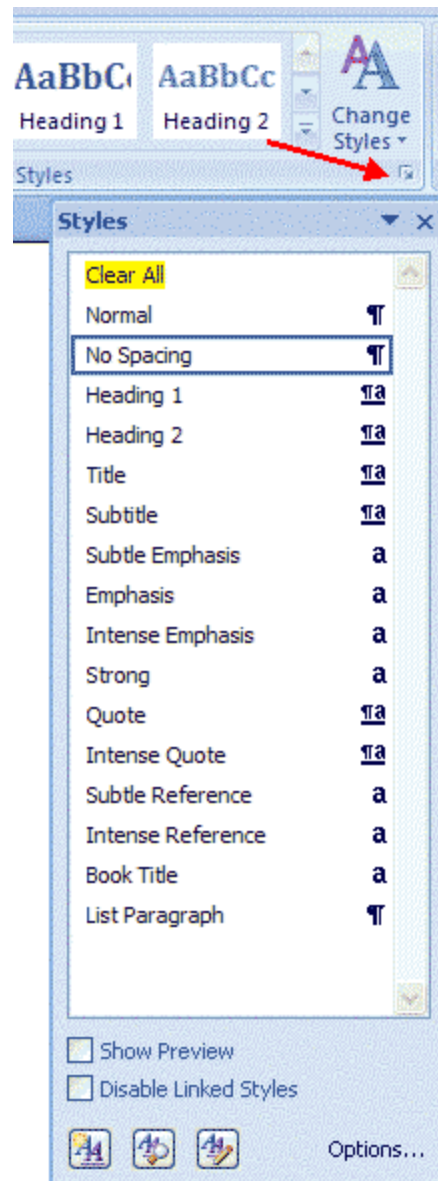 AaBbC
AaBbCc
Heading 1
Heading 2
Change
Styles
Styles
Styles
Clear All
Normal ¶
No Spacing ¶
Heading 1 ¶a
Heading 2 ¶a
Title ¶a
Subtitle ¶a
Subtle Emphasis a
Emphasis a
Intense Emphasis a
Strong a
Quote ¶a
Intense Quote ¶a
Subtle Reference a
Intense Reference a
Book Title a
List Paragraph ¶
Show Preview
Disable Linked Styles
Options...